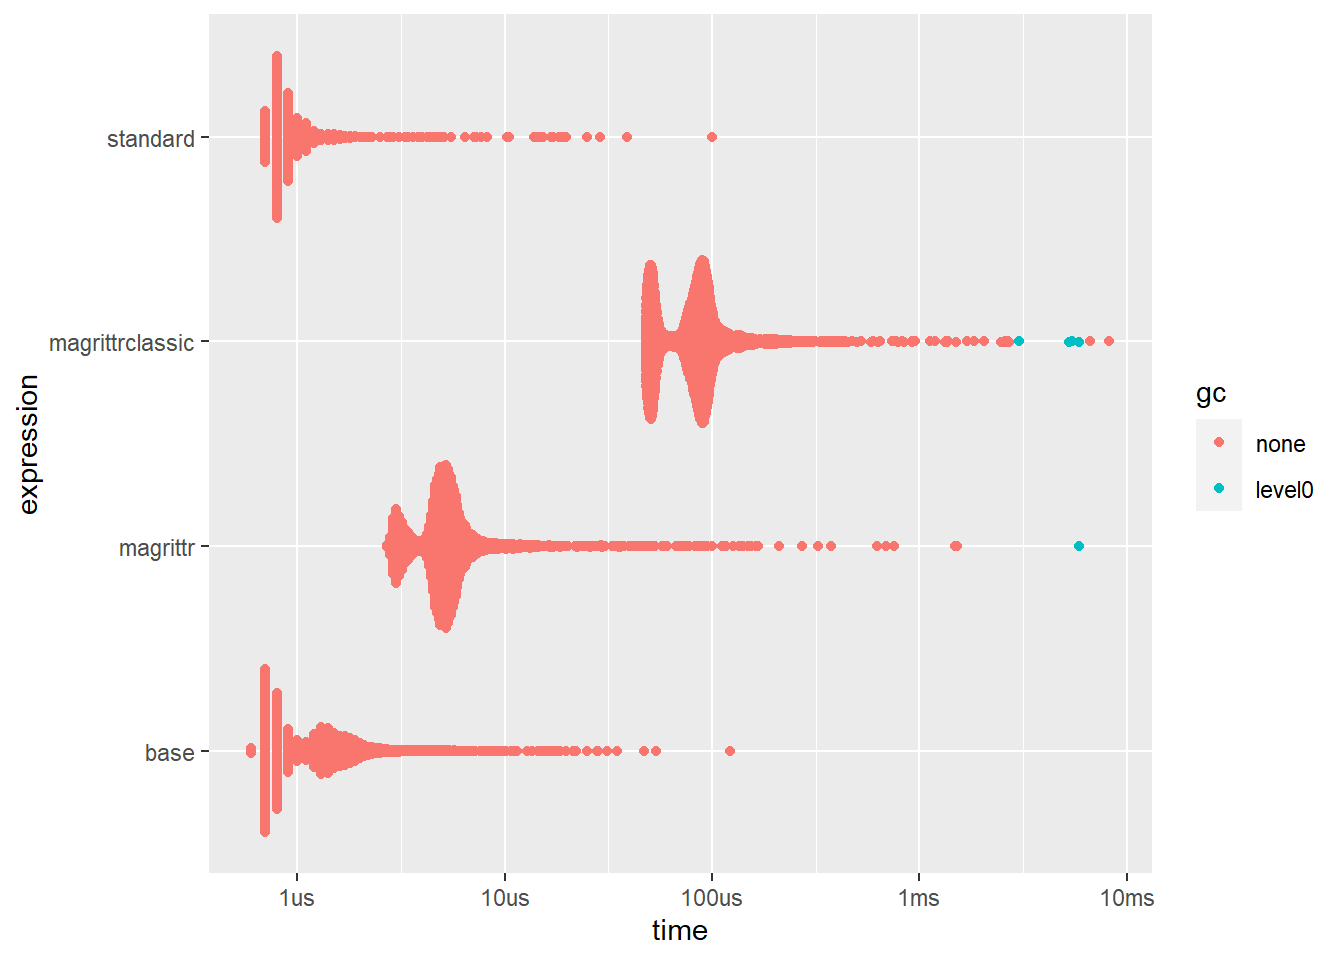 standard
magrittrclassic
magrittr
base
expression
1us 10us 100us 1ms 10ms
time
gc
none
level0